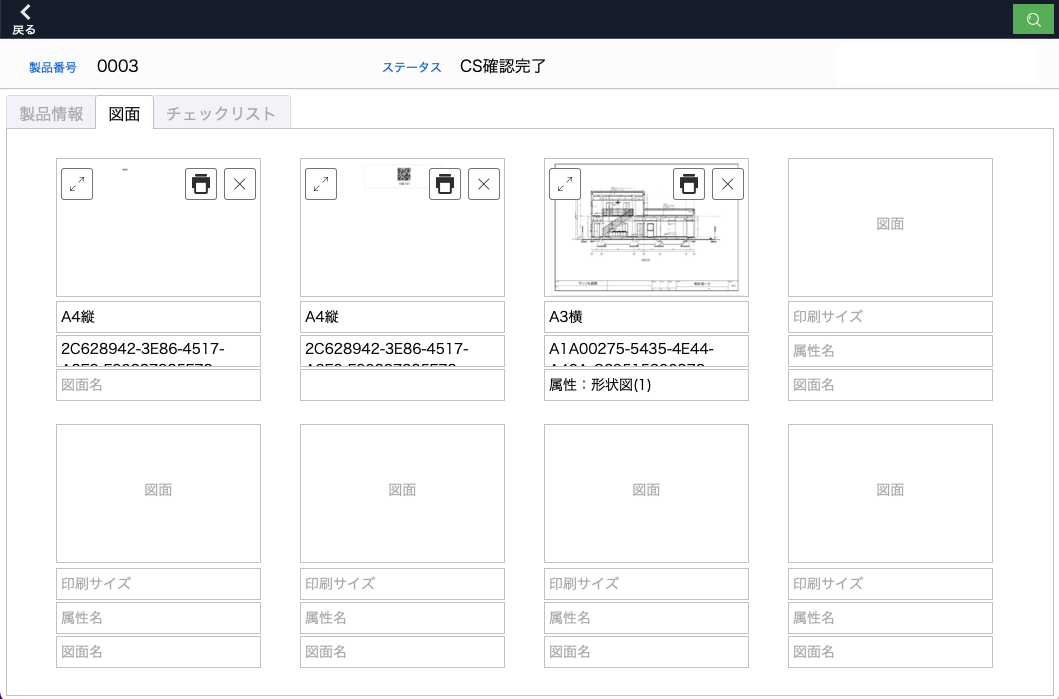 戻る
製品番号 0003 ステータス CS確認完了
製品情報 図面 チェックリスト
図面
A4縦 A4縦 A3横 印刷サイズ
2C628942-3E86-4517- 2C628942-3E86-4517- A1A00275-5435-4E44- 属性名
図面名 属性：形状図(1) 図面名
図面 図面 図面 図面
印刷サイズ 印刷サイズ 印刷サイズ 印刷サイズ
属性名 属性名 属性名 属性名
図面名 図面名 図面名 図面名